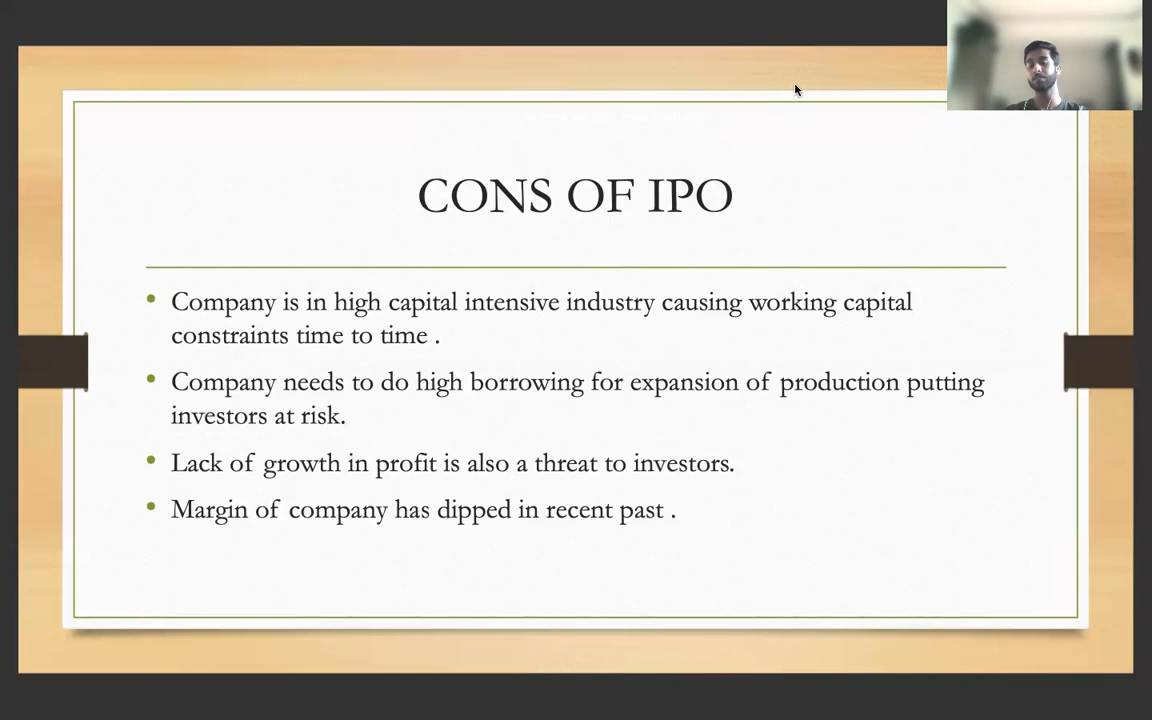 CONS OF IPO
• Company is in high capital intensive industry causing working capital
constraints time to time .
• Company needs to do high borrowing for expansion of production putting
investors at risk.
• Lack of growth in profit is also a threat to investors.
• Margin of company has dipped in recent past .